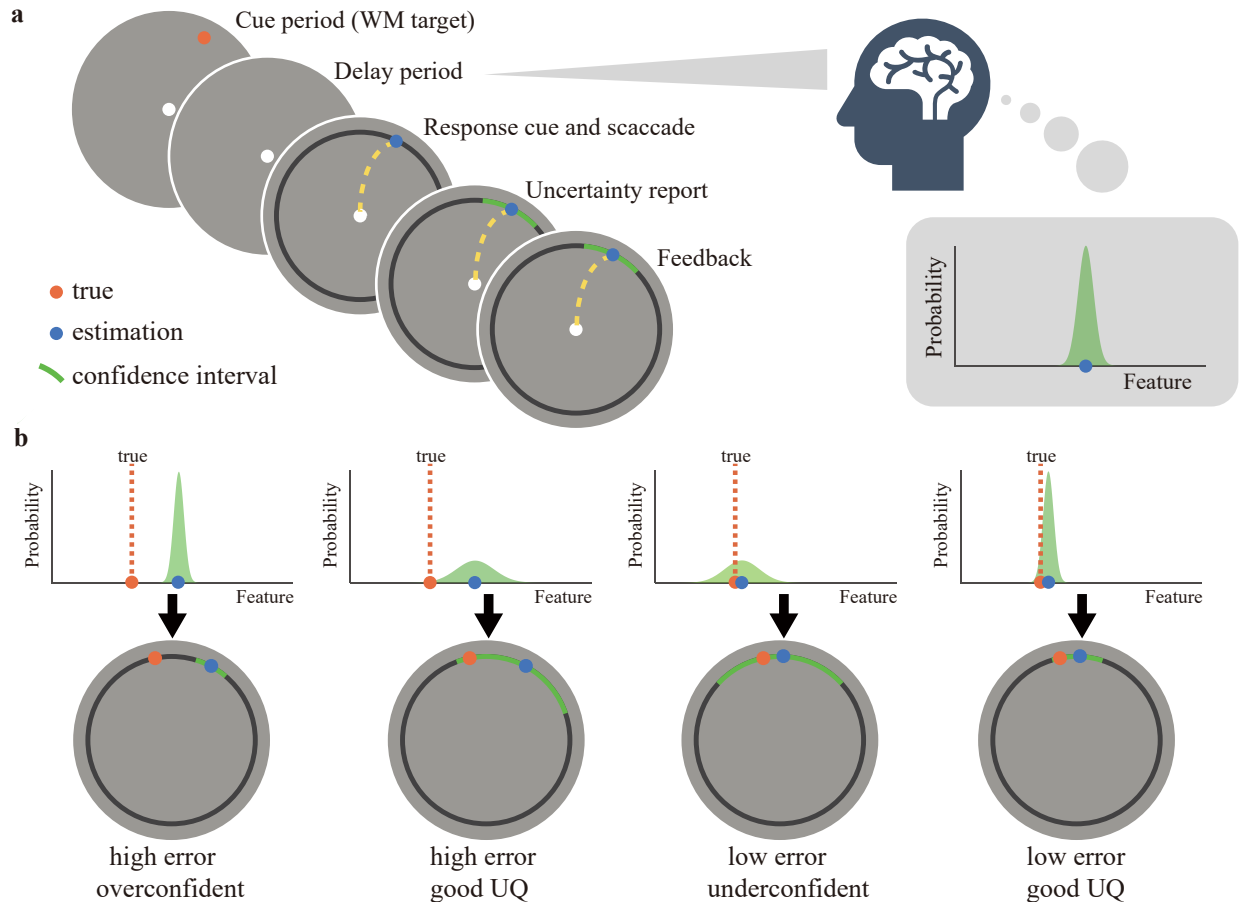 a
Cue period (WM target)
Delay period
Response cue and scaccade
Uncertainty report
Feedback
true
estimation
confidence interval
Probability
Feature
b
true
Probability
Feature
true
Probability
Feature
true
Probability
Feature
true
Probability
Feature
high error
overconfident
high error
good UQ
low error
underconfident
low error
good UQ